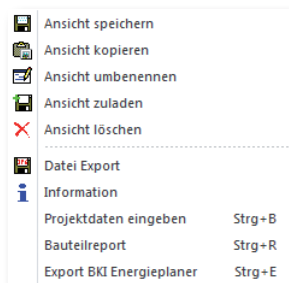 Ansicht speichern
Ansicht kopieren
Ansicht umbenennen
Ansicht zuladen
Ansicht löschen
Datei Export
Information
Projektdaten eingeben Strg+B
Bauteilreport Strg+R
Export BKI Energieplaner Strg+E